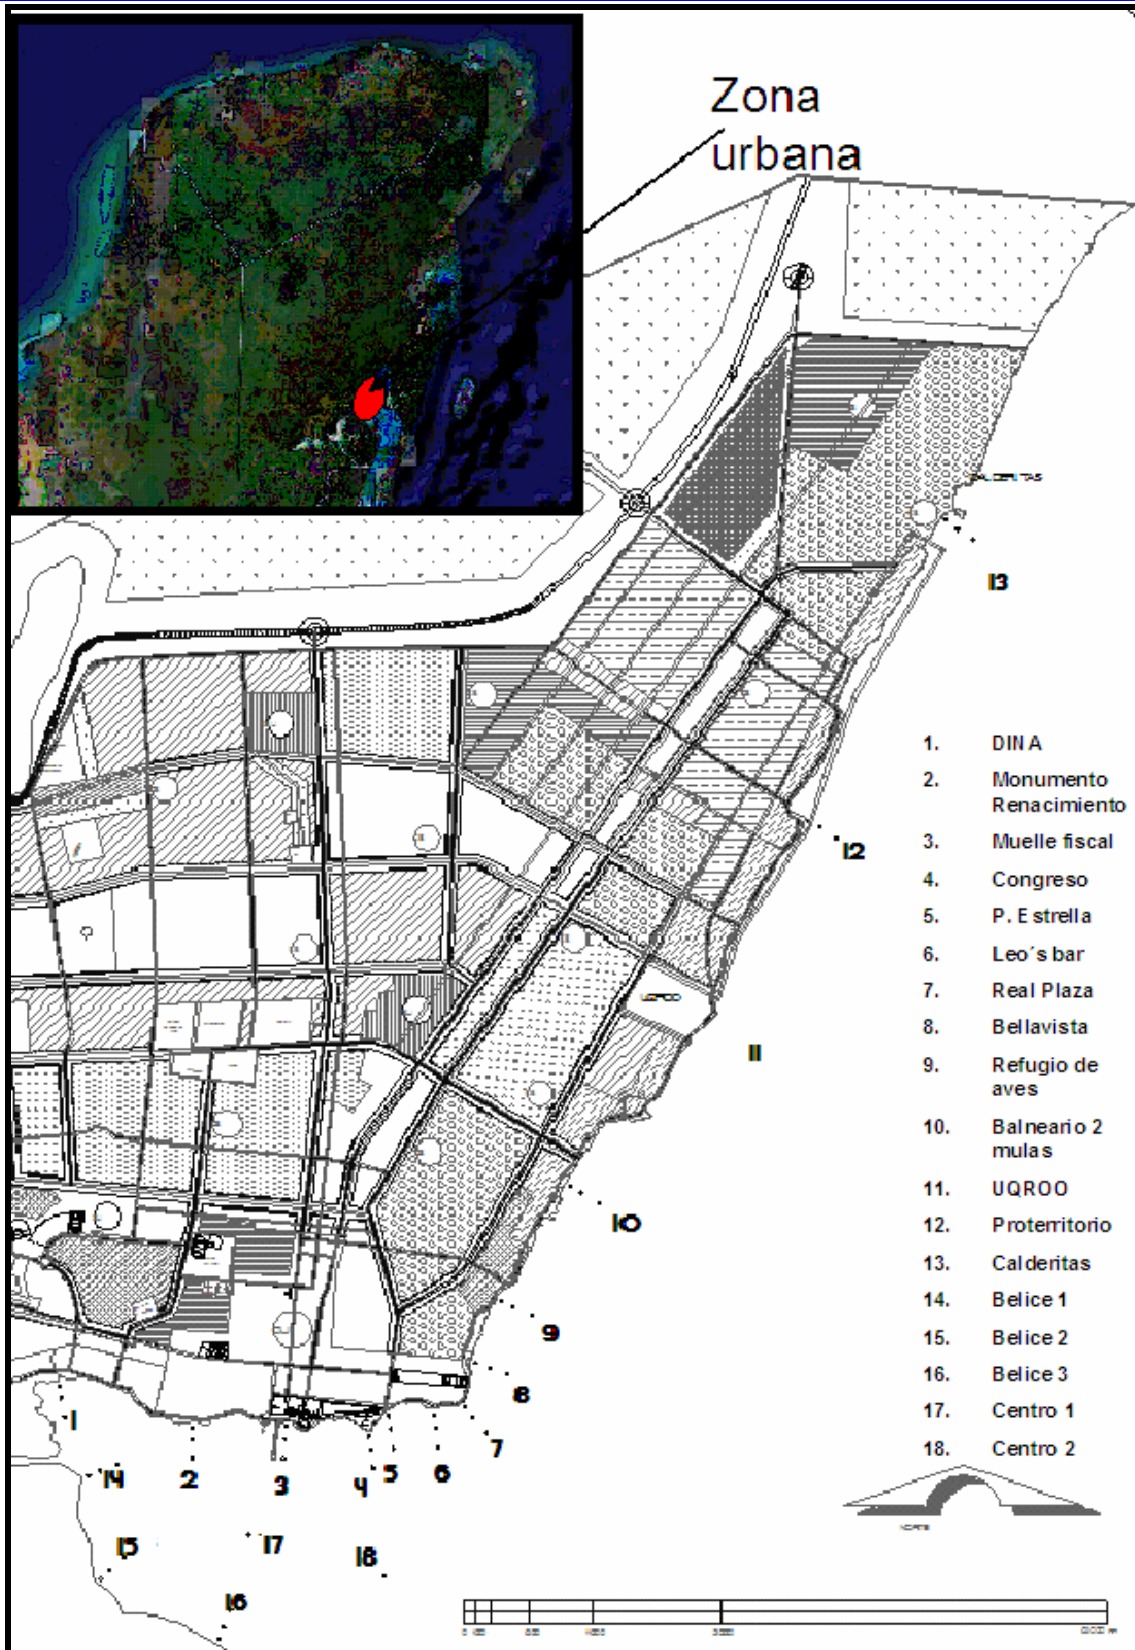 Zona
urbana
CALDERITAS
13
1. DINA
2. Monumento
Renacimiento
3. Muelle fiscal
4. Congreso
5. P. Estrella
6. Leo´s bar
7. Real Plaza
8. Bellavista
9. Refugio de
aves
10. Balneario 2
mulas
11. UQROO
12. Proterritorio
13. Calderitas
14. Belice 1
15. Belice 2
16. Belice 3
17. Centro 1
18. Centro 2
12
UQROO
11
10
9
8
7
1
14
2
3
4
5
6
15
17
18
16
NORTE